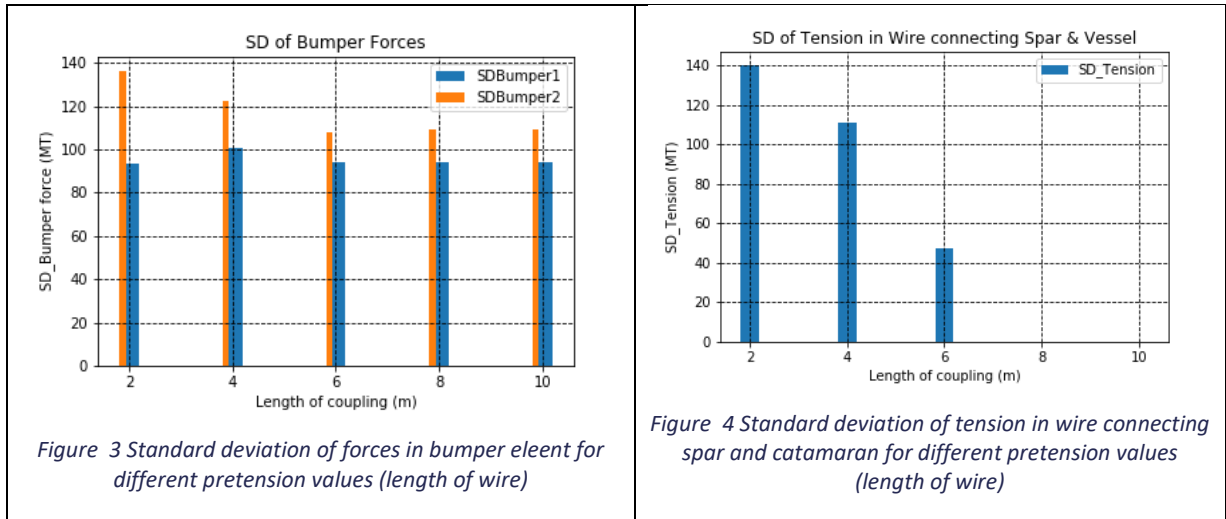 SD of Bumper Forces
140
120
100
80
60
40
20
0
SD_Bumper force (MT)
SDBumper1
SDBumper2
2 4 6 8 10
Length of coupling (m)
Figure 3 Standard deviation of forces in bumper eleent for
different pretension values (length of wire)
SD of Tension in Wire connecting Spar & Vessel
140
120
100
80
60
40
20
0
SD_Tension (MT)
SD_Tension
2 4 6 8 10
Length of coupling (m)
Figure 4 Standard deviation of tension in wire connecting
spar and catamaran for different pretension values
(length of wire)